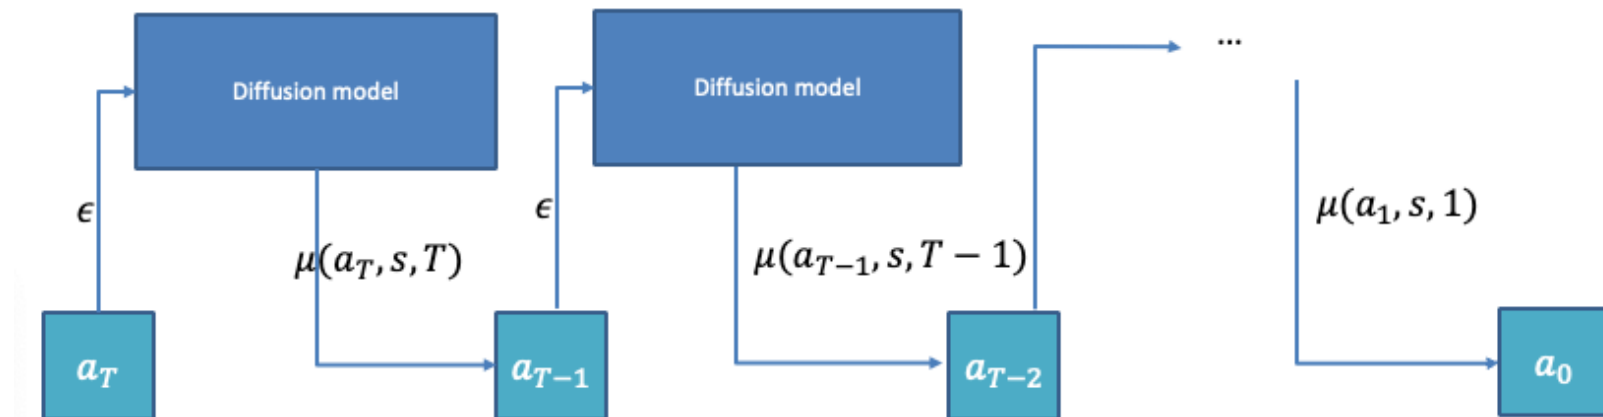 ...
Diffusion model
Diffusion model
ϵ
ϵ
μ(a_T, s, T)
μ(a_{T-1}, s, T − 1)
μ(a_1, s, 1)
a_T
a_{T-1}
a_{T-2}
a_0